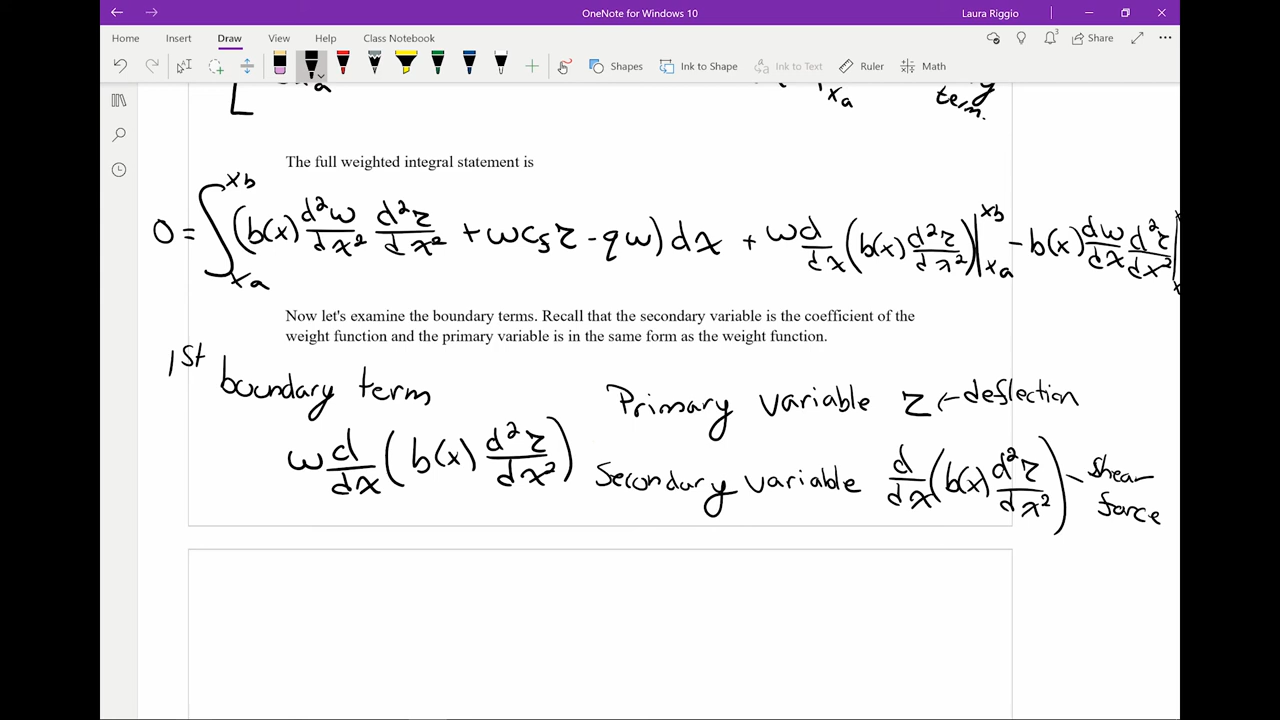 OneNote for Windows 10
Laura Riggio
Home Insert Draw View Help Class Notebook
3 Share
Shapes Ink to Shape Ink to Text Ruler Math
xa
xa
term.
The full weighted integral statement is
0 = ∫_{xa}^{xb} (b(x) d²w/dx² d²z/dx² + wcfz - qw) dx + w d/dx (b(x) d²z/dx²)|_{xa}^{xb} - b(x) dw/dx d²z/dx² |
Now let's examine the boundary terms. Recall that the secondary variable is the coefficient of the
weight function and the primary variable is in the same form as the weight function.
1st boundary term
Primary variable z ← deflection
w d/dx (b(x) d²z/dx²)
Secondary variable d/dx (b(x) d²z/dx²) - shear
force